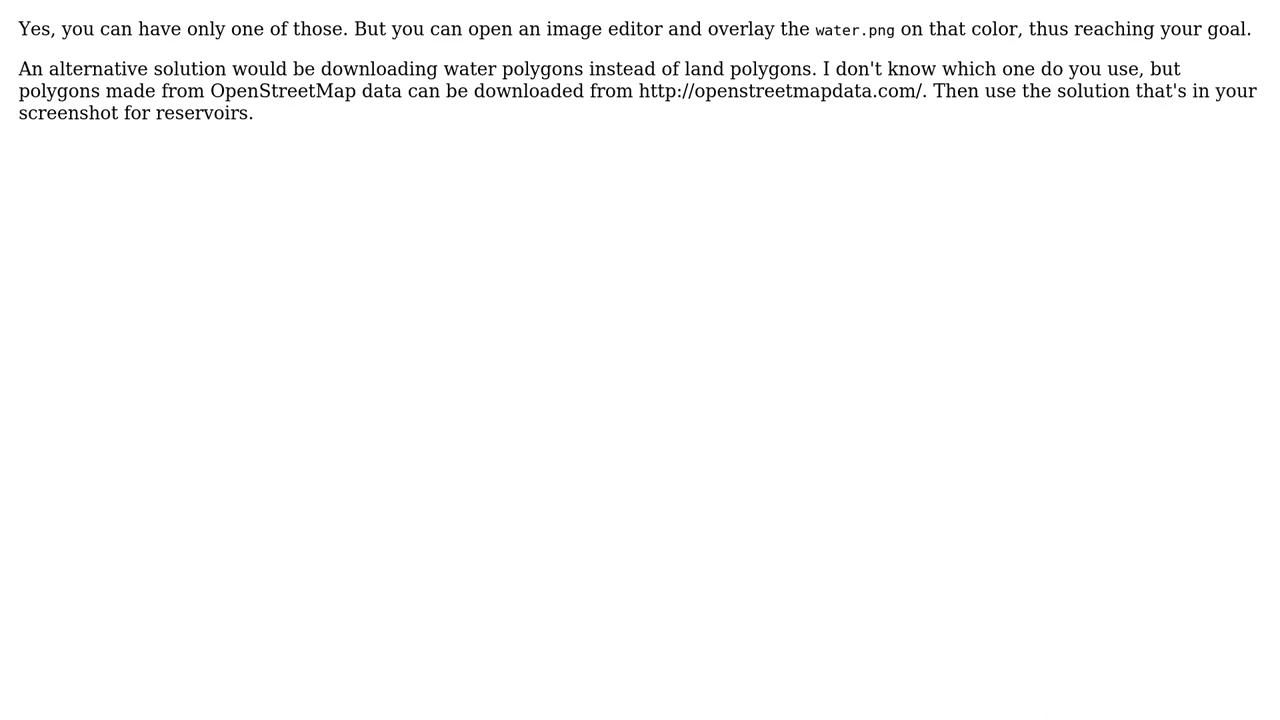 Yes, you can have only one of those. But you can open an image editor and overlay the water.png on that color, thus reaching your goal.
An alternative solution would be downloading water polygons instead of land polygons. I don't know which one do you use, but
polygons made from OpenStreetMap data can be downloaded from http://openstreetmapdata.com/. Then use the solution that's in your
screenshot for reservoirs.